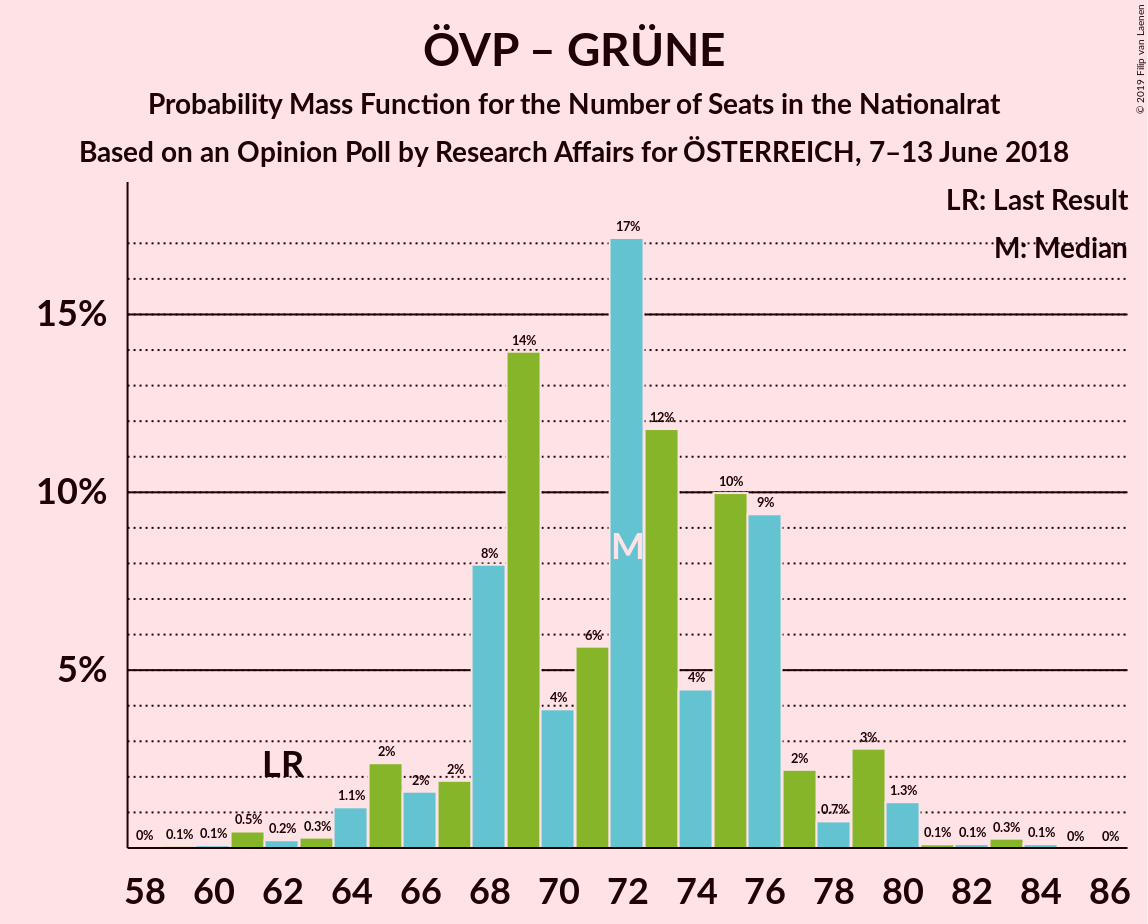 ÖVP – GRÜNE
Probability Mass Function for the Number of Seats in the Nationalrat
Based on an Opinion Poll by Research Affairs for ÖSTERREICH, 7–13 June 2018
© 2019 Filip van Laenen
LR: Last Result
M: Median
15%
10%
5%
0% 0.1% 0.1% 0.5% 0.2% 0.3% 1.1% 2% 2% 2% 8% 14% 4% 6% 17% 12% 4% 10% 9% 2% 0.7% 3% 1.3% 0.1% 0.1% 0.3% 0.1% 0% 0%
LR
M
58 60 62 64 66 68 70 72 74 76 78 80 82 84 86